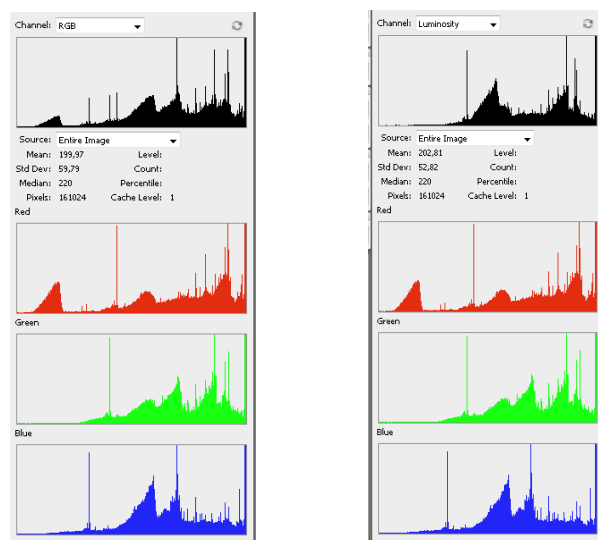 Channel: RGB
Source: Entire Image
Mean: 199,97 Level:
Std Dev: 59,79 Count:
Median: 220 Percentile:
Pixels: 161024 Cache Level: 1
Red
Green
Blue
Channel: Luminosity
Source: Entire Image
Mean: 202,81 Level:
Std Dev: 52,82 Count:
Median: 220 Percentile:
Pixels: 161024 Cache Level: 1
Red
Green
Blue